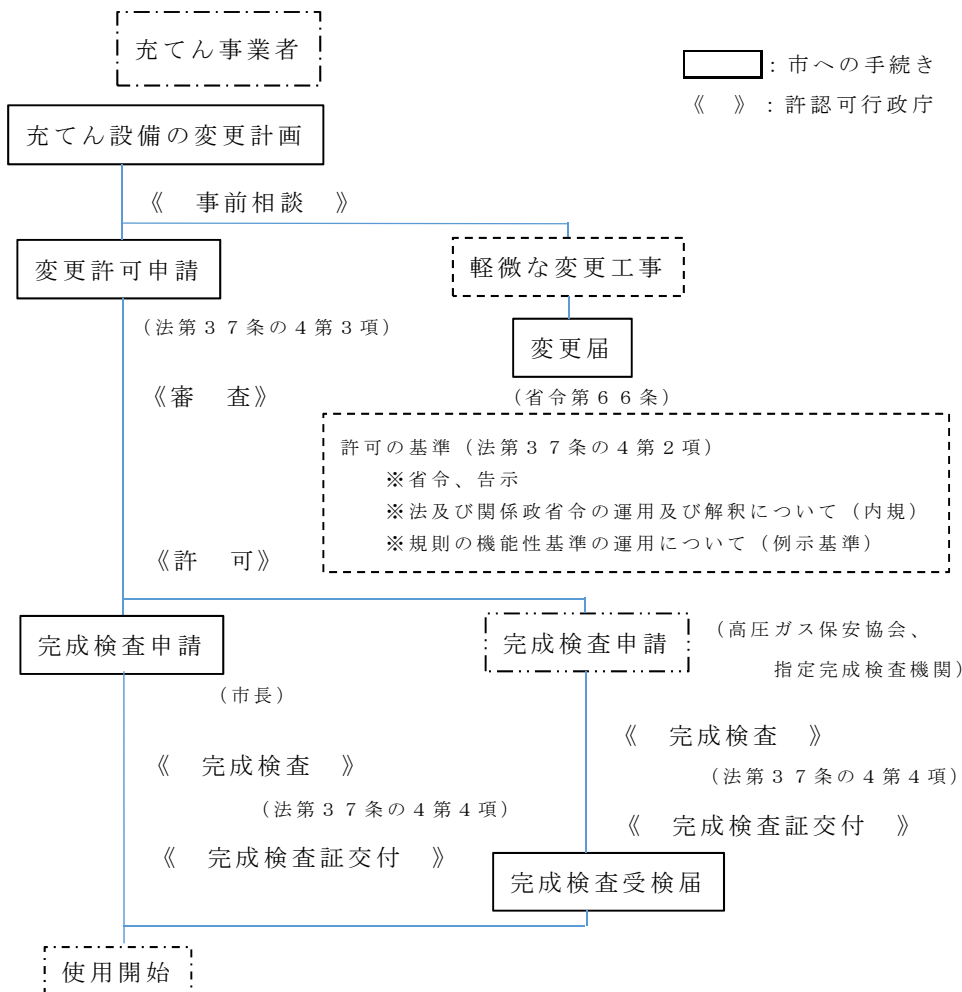 充てん事業者
：市への手続き
《　》：許認可行政庁
充てん設備の変更計画
《　事前相談　》
変更許可申請
軽微な変更工事
（法第３７条の４第３項）
変更届
《審　査》
（省令第６６条）
許可の基準（法第３７条の４第２項）
※省令、告示
※法及び関係政省令の運用及び解釈について（内規）
※規則の機能性基準の運用について（例示基準）
《許　可》
完成検査申請
（市長）
完成検査申請
（高圧ガス保安協会、
指定完成検査機関）
《　完成検査　》
（法第３７条の４第４項）
《　完成検査証交付　》
《　完成検査　》
（法第３７条の４第４項）
《　完成検査証交付　》
完成検査受検届
使用開始